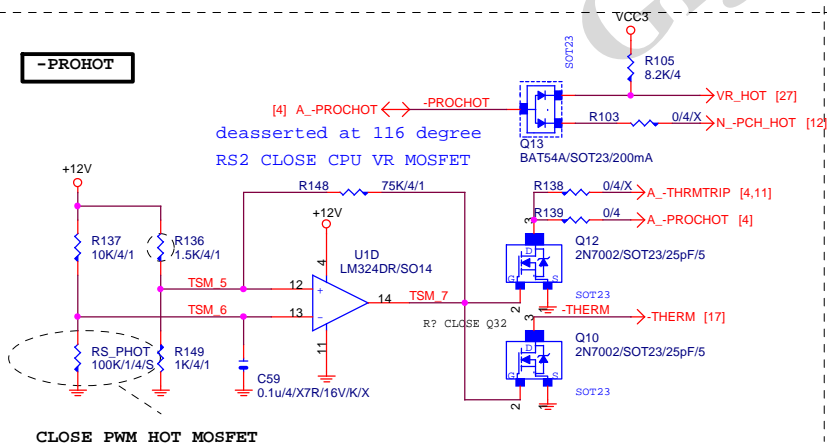 VCC3
-PROHOT
SOT23
R105
8.2K/4
[4] A_-PROCHOT
-PROCHOT
VR_HOT [27]
R103
0/4/X
N_-PCH_HOT [12]
deasserted at 116 degree
Q13
BAT54A/SOT23/200mA
RS2 CLOSE CPU VR MOSFET
+12V
R148
75K/4/1
R138
0/4/X
A_-THRMTRIP [4,11]
+12V
R139
0/4
A_-PROCHOT [4]
R137
10K/4/1
R136
1.5K/4/1
4
U1D
LM324DR/SO14
3
D
G
S
Q12
2N7002/SOT23/25pF/5
TSM_5
12
+
14
TSM_7
SOT23
TSM_6
13
-
2
1
R? CLOSE Q32
-THERM
3
-THERM [17]
11
RS_PHOT
100K/1/4/S
R149
1K/4/1
D
G
S
Q10
2N7002/SOT23/25pF/5
C59
0.1u/4/X7R/16V/K/X
SOT23
2
1
CLOSE PWM HOT MOSFET